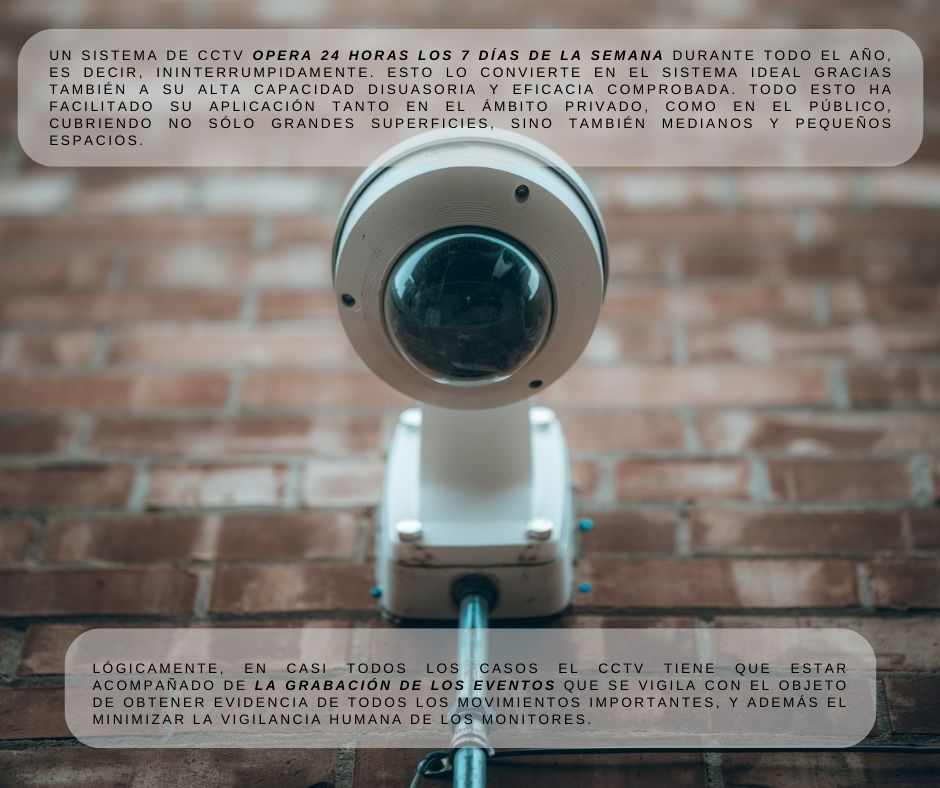 UN SISTEMA DE CCTV OPERA 24 HORAS LOS 7 DÍAS DE LA SEMANA DURANTE TODO EL AÑO,
ES DECIR, ININTERRUMPIDAMENTE. ESTO LO CONVIERTE EN EL SISTEMA IDEAL GRACIAS
TAMBIÉN A SU ALTA CAPACIDAD DISUASORIA Y EFICACIA COMPROBADA. TODO ESTO HA
FACILITADO SU APLICACIÓN TANTO EN EL ÁMBITO PRIVADO, COMO EN EL PÚBLICO,
CUBRIENDO NO SÓLO GRANDES SUPERFICIES, SINO TAMBIÉN MEDIANOS Y PEQUEÑOS
ESPACIOS.
LÓGICAMENTE, EN CASI TODOS LOS CASOS EL CCTV TIENE QUE ESTAR
ACOMPAÑADO DE LA GRABACIÓN DE LOS EVENTOS QUE SE VIGILA CON EL OBJETO
DE OBTENER EVIDENCIA DE TODOS LOS MOVIMIENTOS IMPORTANTES, Y ADEMÁS EL
MINIMIZAR LA VIGILANCIA HUMANA DE LOS MONITORES.